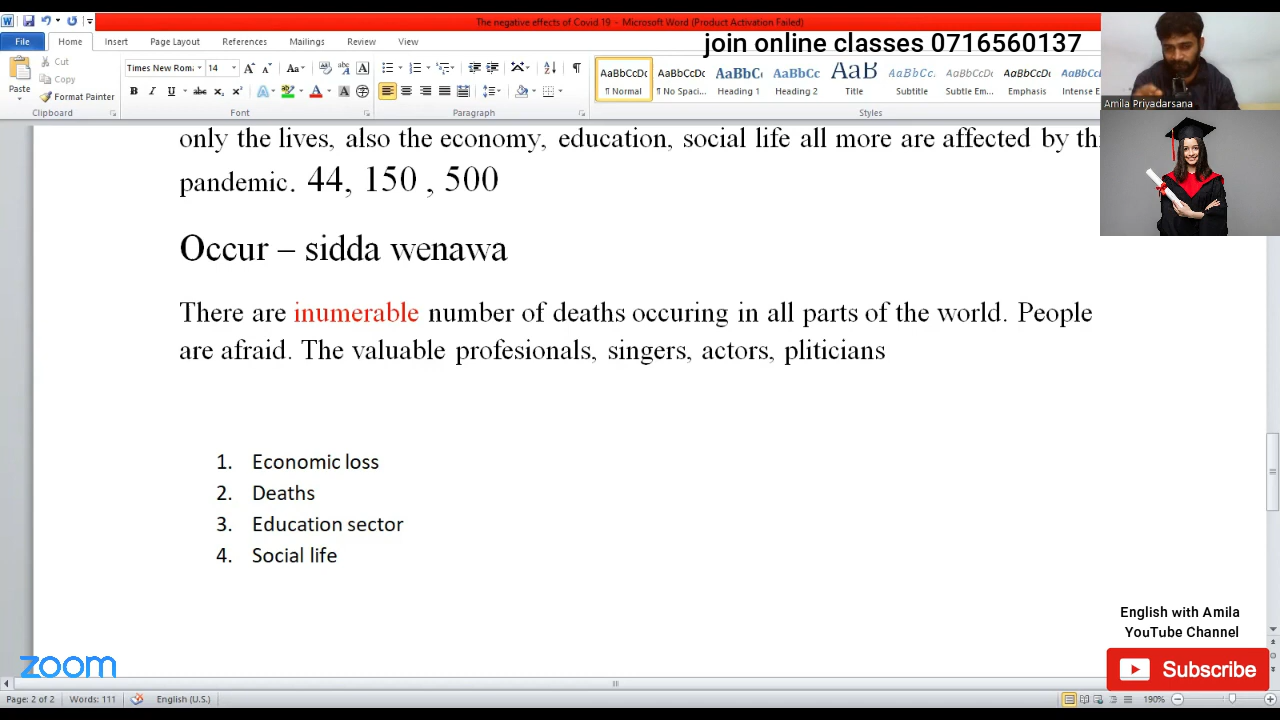 The negative effects of Covid 19 - Microsoft Word (Product Activation Failed)
File Home Insert Page Layout References Mailings Review View
join online classes 0716560137
Cut
Copy
Format Painter
Paste
Times New Rom 14
AaBbCcDc AaBbCcDc AaBbC AaBbCc AaB AaBbCc. AaBbCcDc AaBbCcDc AaBbCcDc
¶ Normal ¶ No Spaci... Heading 1 Heading 2 Title Subtitle Subtle Em... Emphasis Intense E
Clipboard Font Paragraph Styles
Amila Priyadarsana
only the lives, also the economy, education, social life all more are affected by thi
pandemic. 44, 150 , 500
Occur – sidda wenawa
There are inumerable number of deaths occuring in all parts of the world. People
are afraid. The valuable profesionals, singers, actors, pliticians
1. Economic loss
2. Deaths
3. Education sector
4. Social life
English with Amila
YouTube Channel
Subscribe
zoom
Page: 2 of 2 Words: 111 English (U.S.) 190%